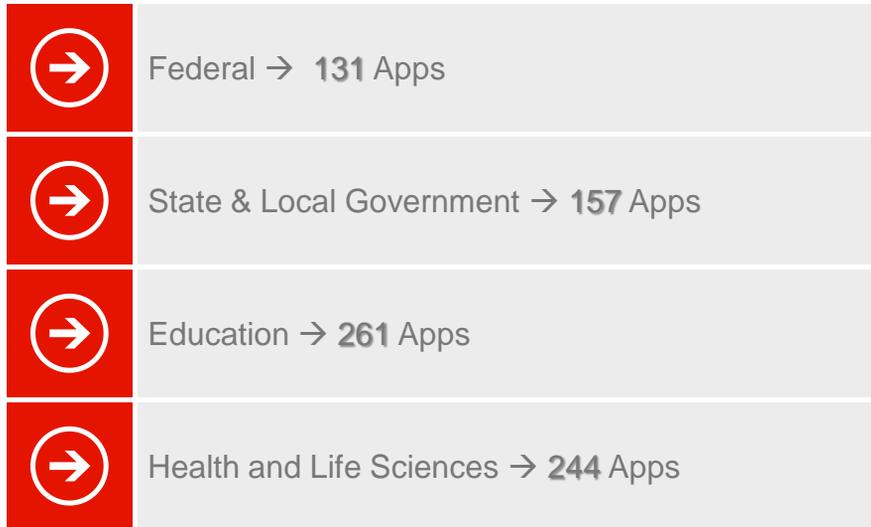 Federal → 131 Apps
State & Local Government → 157 Apps
Education → 261 Apps
Health and Life Sciences → 244 Apps